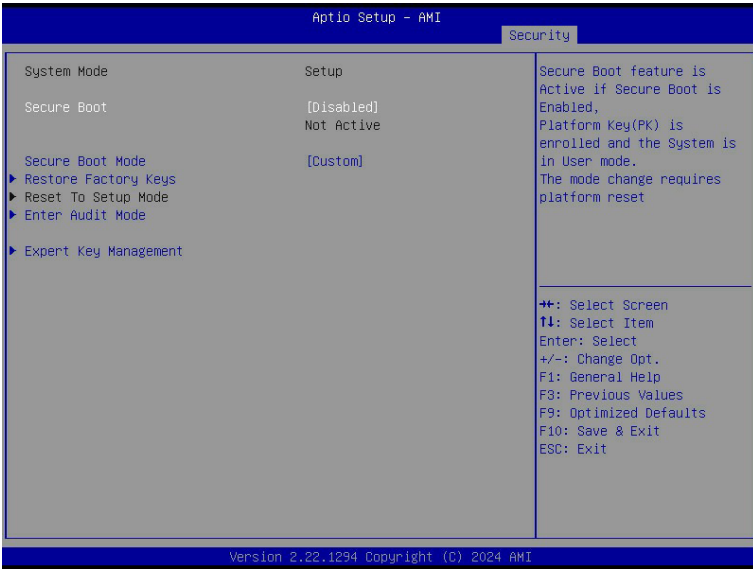 Aptio Setup – AMI
Security
System Mode Setup
Secure Boot [Disabled]
Not Active
Secure Boot Mode [Custom]
▶ Restore Factory Keys
▶ Reset To Setup Mode
▶ Enter Audit Mode
▶ Expert Key Management
Secure Boot feature is
Active if Secure Boot is
Enabled,
Platform Key(PK) is
enrolled and the System is
in User mode.
The mode change requires
platform reset
→←: Select Screen
↑↓: Select Item
Enter: Select
+/-: Change Opt.
F1: General Help
F3: Previous Values
F9: Optimized Defaults
F10: Save & Exit
ESC: Exit
Version 2.22.1294 Copyright (C) 2024 AMI